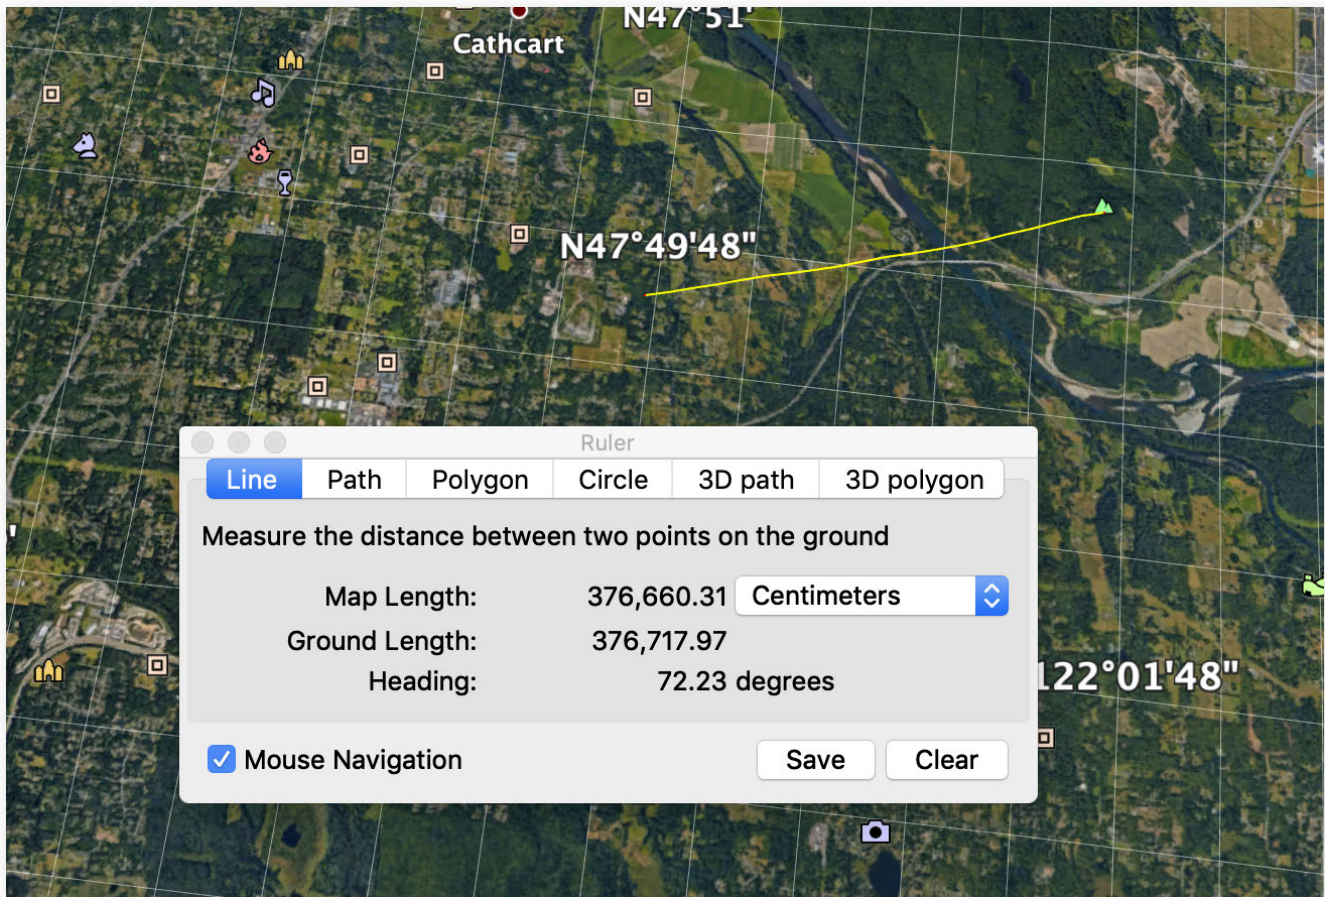 N47°51'
Cathcart
N47°49'48"
Ruler
Line Path Polygon Circle 3D path 3D polygon
Measure the distance between two points on the ground
Map Length: 376,660.31 Centimeters
Ground Length: 376,717.97
Heading: 72.23 degrees
122°01'48"
Mouse Navigation Save Clear